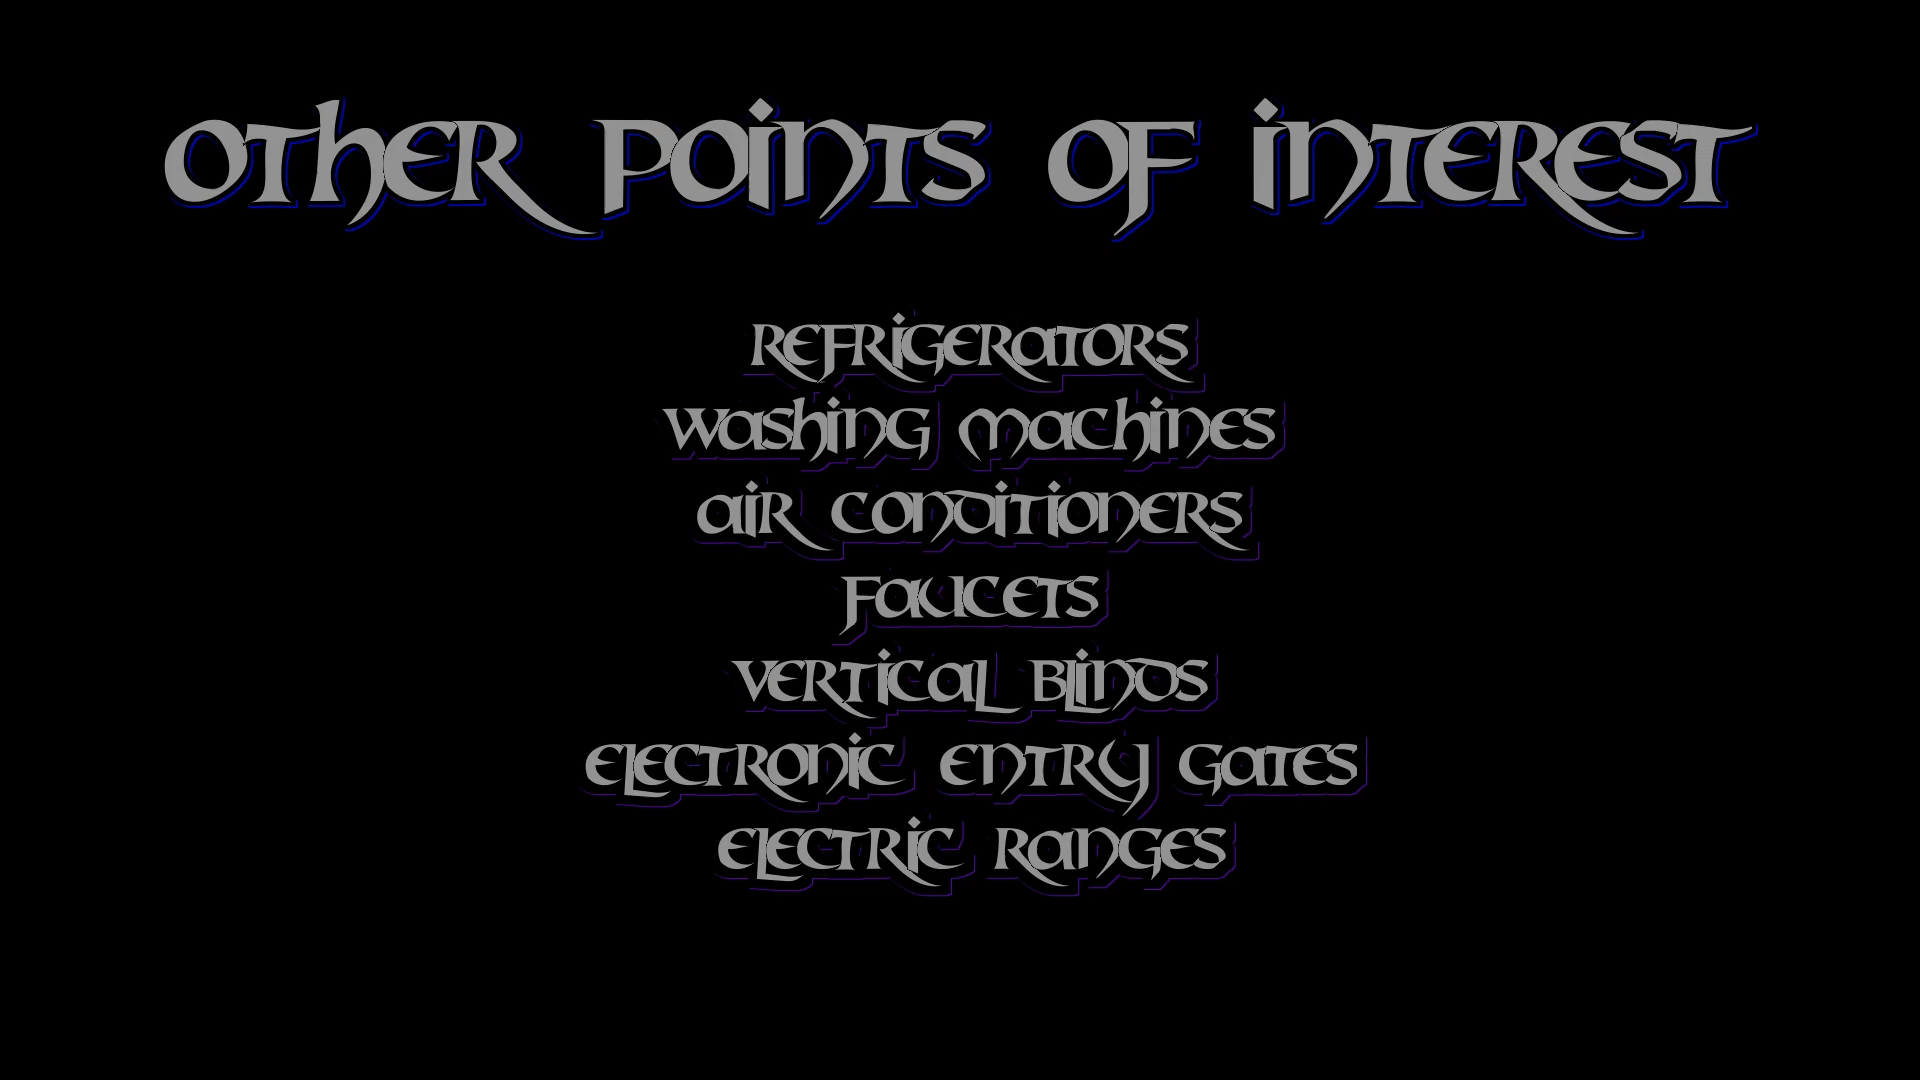 Other Points of Interest
Refrigerators
Washing Machines
Air Conditioners
Faucets
Vertical Blinds
Electronic Entry Gates
Electric Ranges